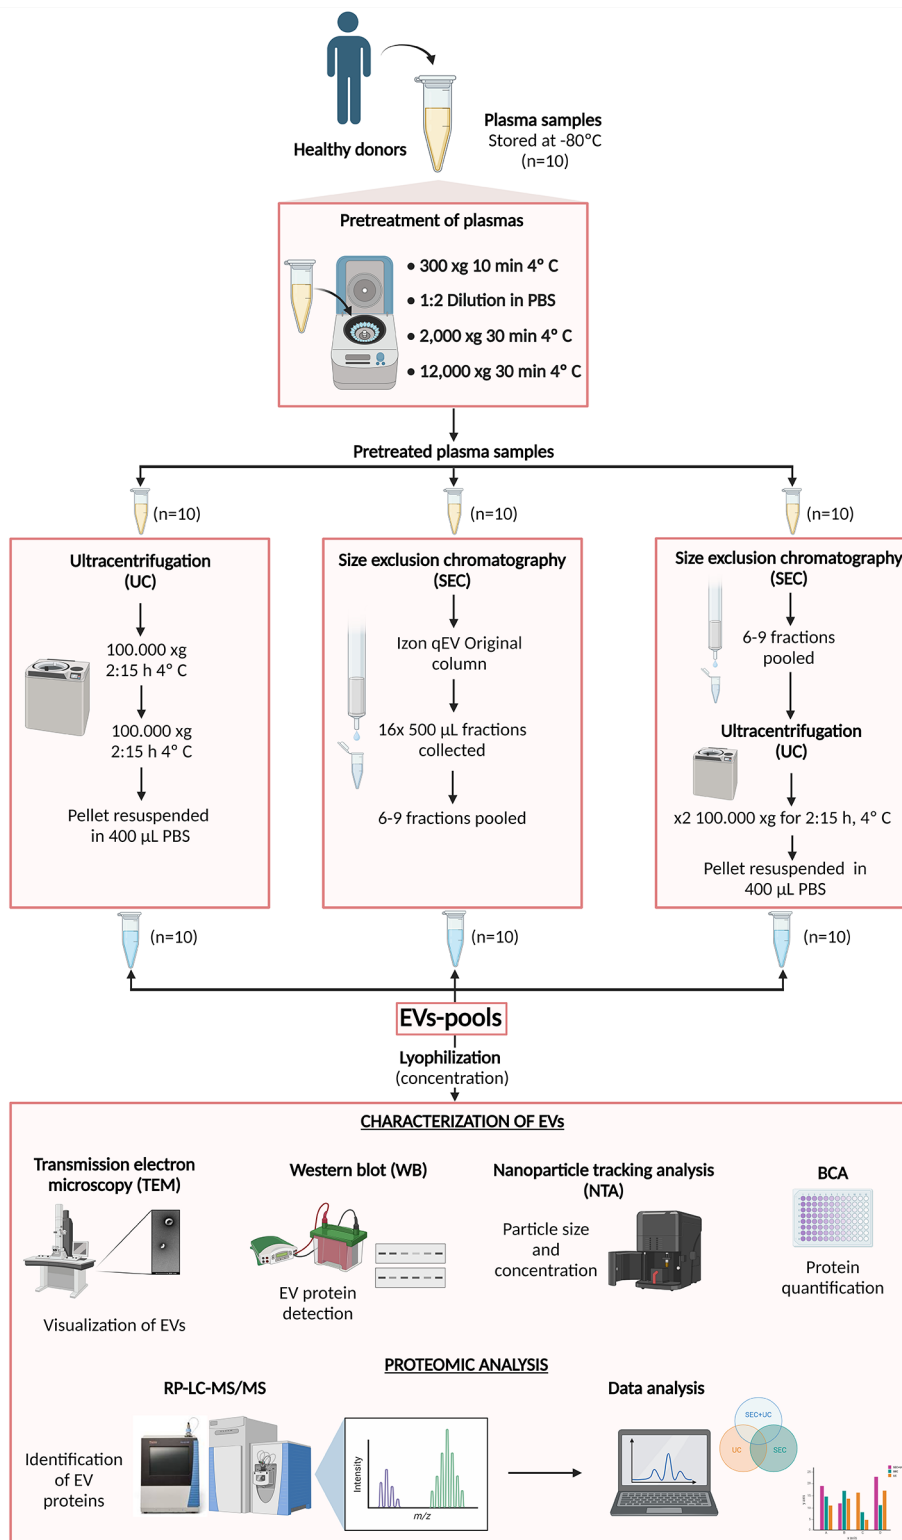 Healthy donors
Plasma samples
Stored at -80°C
(n=10)
Pretreatment of plasmas
• 300 xg 10 min 4º C
• 1:2 Dilution in PBS
• 2,000 xg 30 min 4º C
• 12,000 xg 30 min 4º C
Pretreated plasma samples
(n=10)
(n=10)
(n=10)
Ultracentrifugation
(UC)
100.000 xg
2:15 h 4º C
100.000 xg
2:15 h 4º C
Pellet resuspended
in 400 µL PBS
Size exclusion chromatography
(SEC)
Izon qEV Original
column
16x 500 µL fractions
collected
6-9 fractions pooled
Size exclusion chromatography
(SEC)
6-9 fractions
pooled
Ultracentrifugation
(UC)
x2 100.000 xg for 2:15 h, 4º C
Pellet resuspended in
400 µL PBS
(n=10)
(n=10)
(n=10)
EVs-pools
Lyophilization
(concentration)
CHARACTERIZATION OF EVs
Transmission electron
microscopy (TEM)
Visualization of EVs
Western blot (WB)
EV protein
detection
Nanoparticle tracking analysis
(NTA)
Particle size
and
concentration
BCA
Protein
quantification
PROTEOMIC ANALYSIS
RP-LC-MS/MS
Identification
of EV
proteins
Intensity
m/z
Data analysis
SEC+UC
UC
SEC